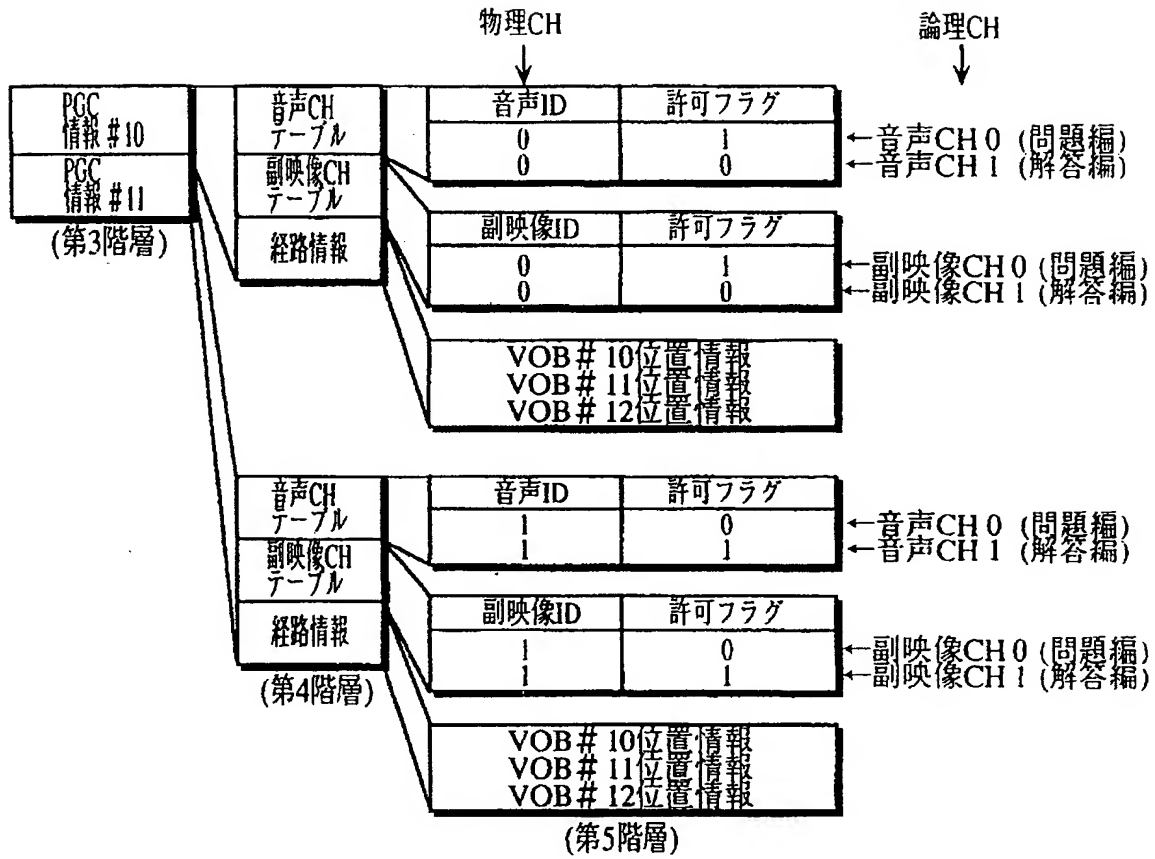 物理CH
論理CH
PGC
情報#10
PGC
情報#11
(第3階層)
音声CH
テーブル
副映像CH
テーブル
経路情報
音声ID 許可フラグ
0 1 ←音声CH 0 (問題編)
0 0 ←音声CH 1 (解答編)
副映像ID 許可フラグ
0 1 ←副映像CH 0 (問題編)
0 0 ←副映像CH 1 (解答編)
VOB# 10位置情報
VOB# 11位置情報
VOB# 12位置情報
音声CH
テーブル
副映像CH
テーブル
経路情報
(第4階層)
音声ID 許可フラグ
1 0 ←音声CH 0 (問題編)
1 1 ←音声CH 1 (解答編)
副映像ID 許可フラグ
1 0 ←副映像CH 0 (問題編)
1 1 ←副映像CH 1 (解答編)
VOB# 10位置情報
VOB# 11位置情報
VOB# 12位置情報
(第5階層)